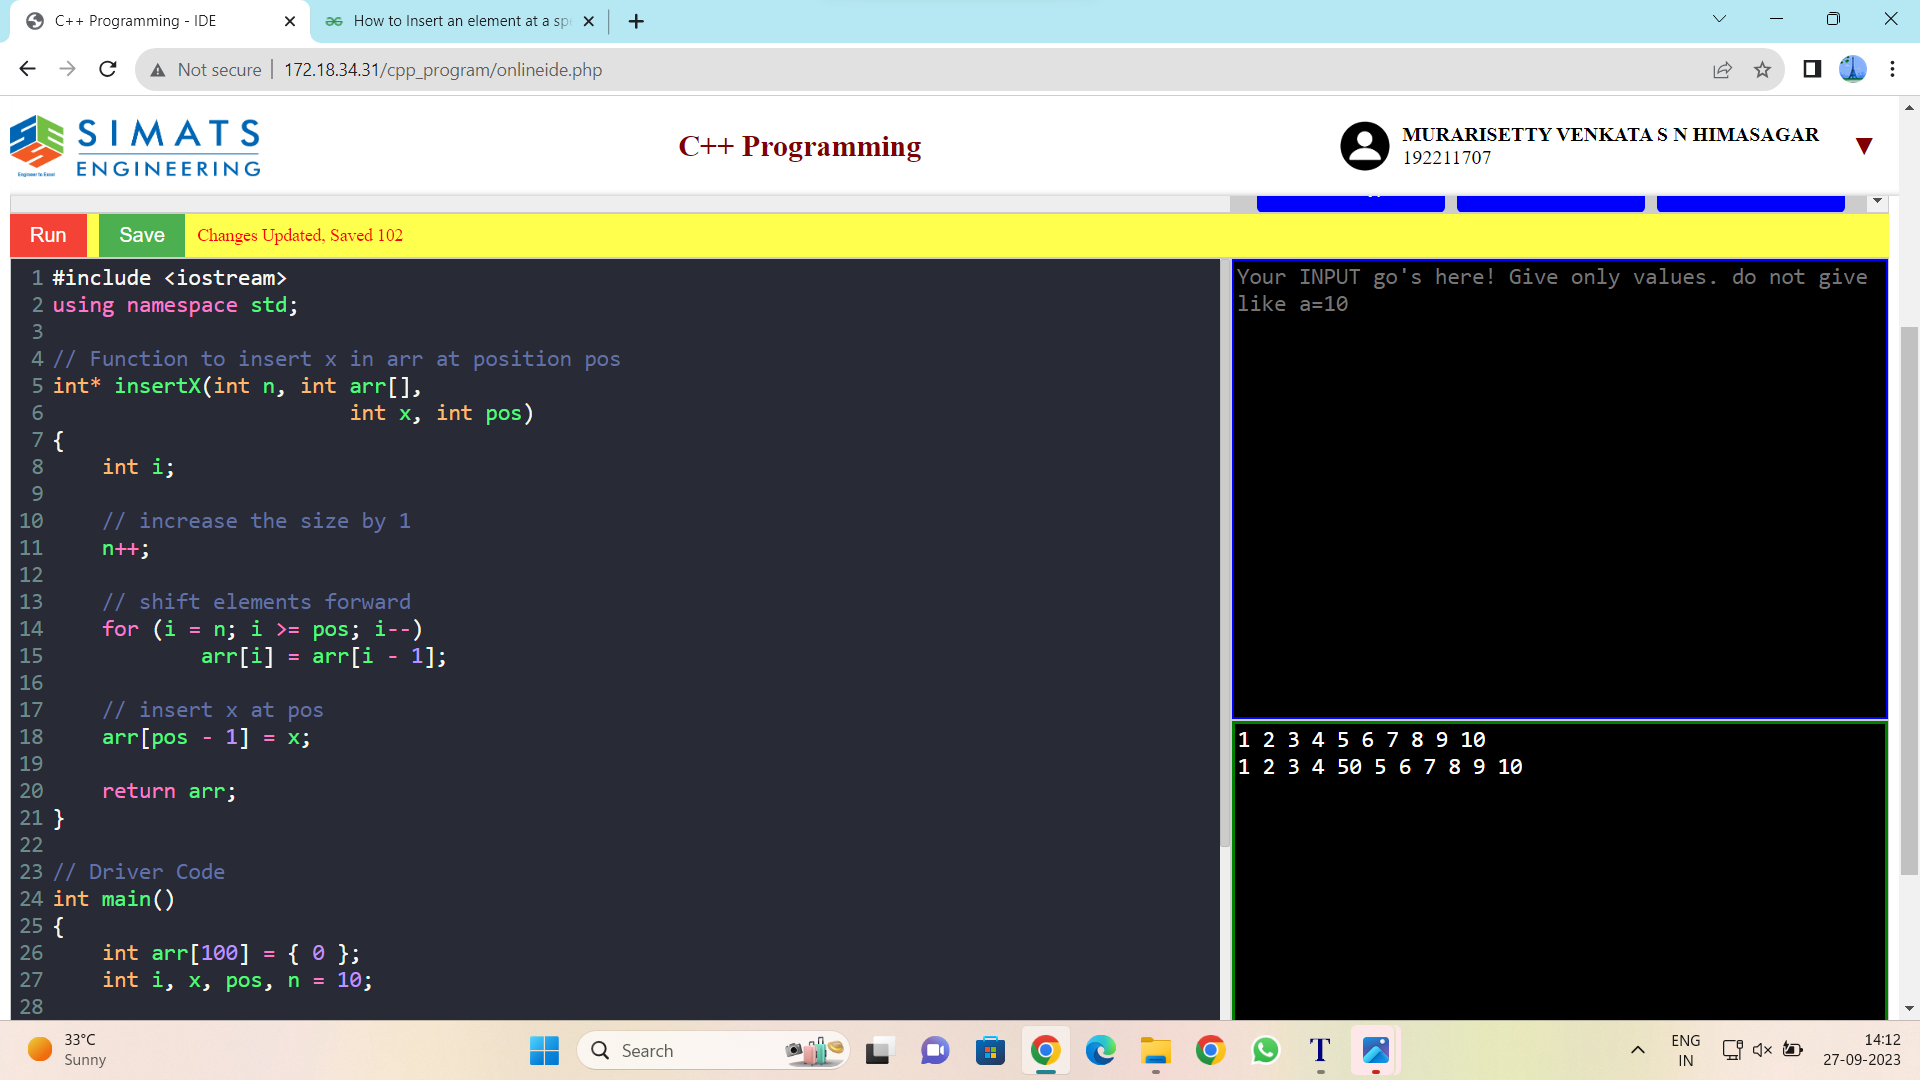 C++ Programming - IDE
How to Insert an element at a sp
Not secure
172.18.34.31/cpp_program/onlineide.php
SIMATS
ENGINEERING
Engineer to Excel
C++ Programming
MURARISETTY VENKATA S N HIMASAGAR
192211707
Run
Save
Changes Updated, Saved 102
1 #include <iostream>
2 using namespace std;
3
4 // Function to insert x in arr at position pos
5 int* insertX(int n, int arr[],
6 int x, int pos)
7 {
8 int i;
9
10 // increase the size by 1
11 n++;
12
13 // shift elements forward
14 for (i = n; i >= pos; i--)
15 arr[i] = arr[i - 1];
16
17 // insert x at pos
18 arr[pos - 1] = x;
19
20 return arr;
21 }
22
23 // Driver Code
24 int main()
25 {
26 int arr[100] = { 0 };
27 int i, x, pos, n = 10;
28
Your INPUT go's here! Give only values. do not give
like a=10
1 2 3 4 5 6 7 8 9 10
1 2 3 4 50 5 6 7 8 9 10
33°C
Sunny
Search
ENG
IN
14:12
27-09-2023